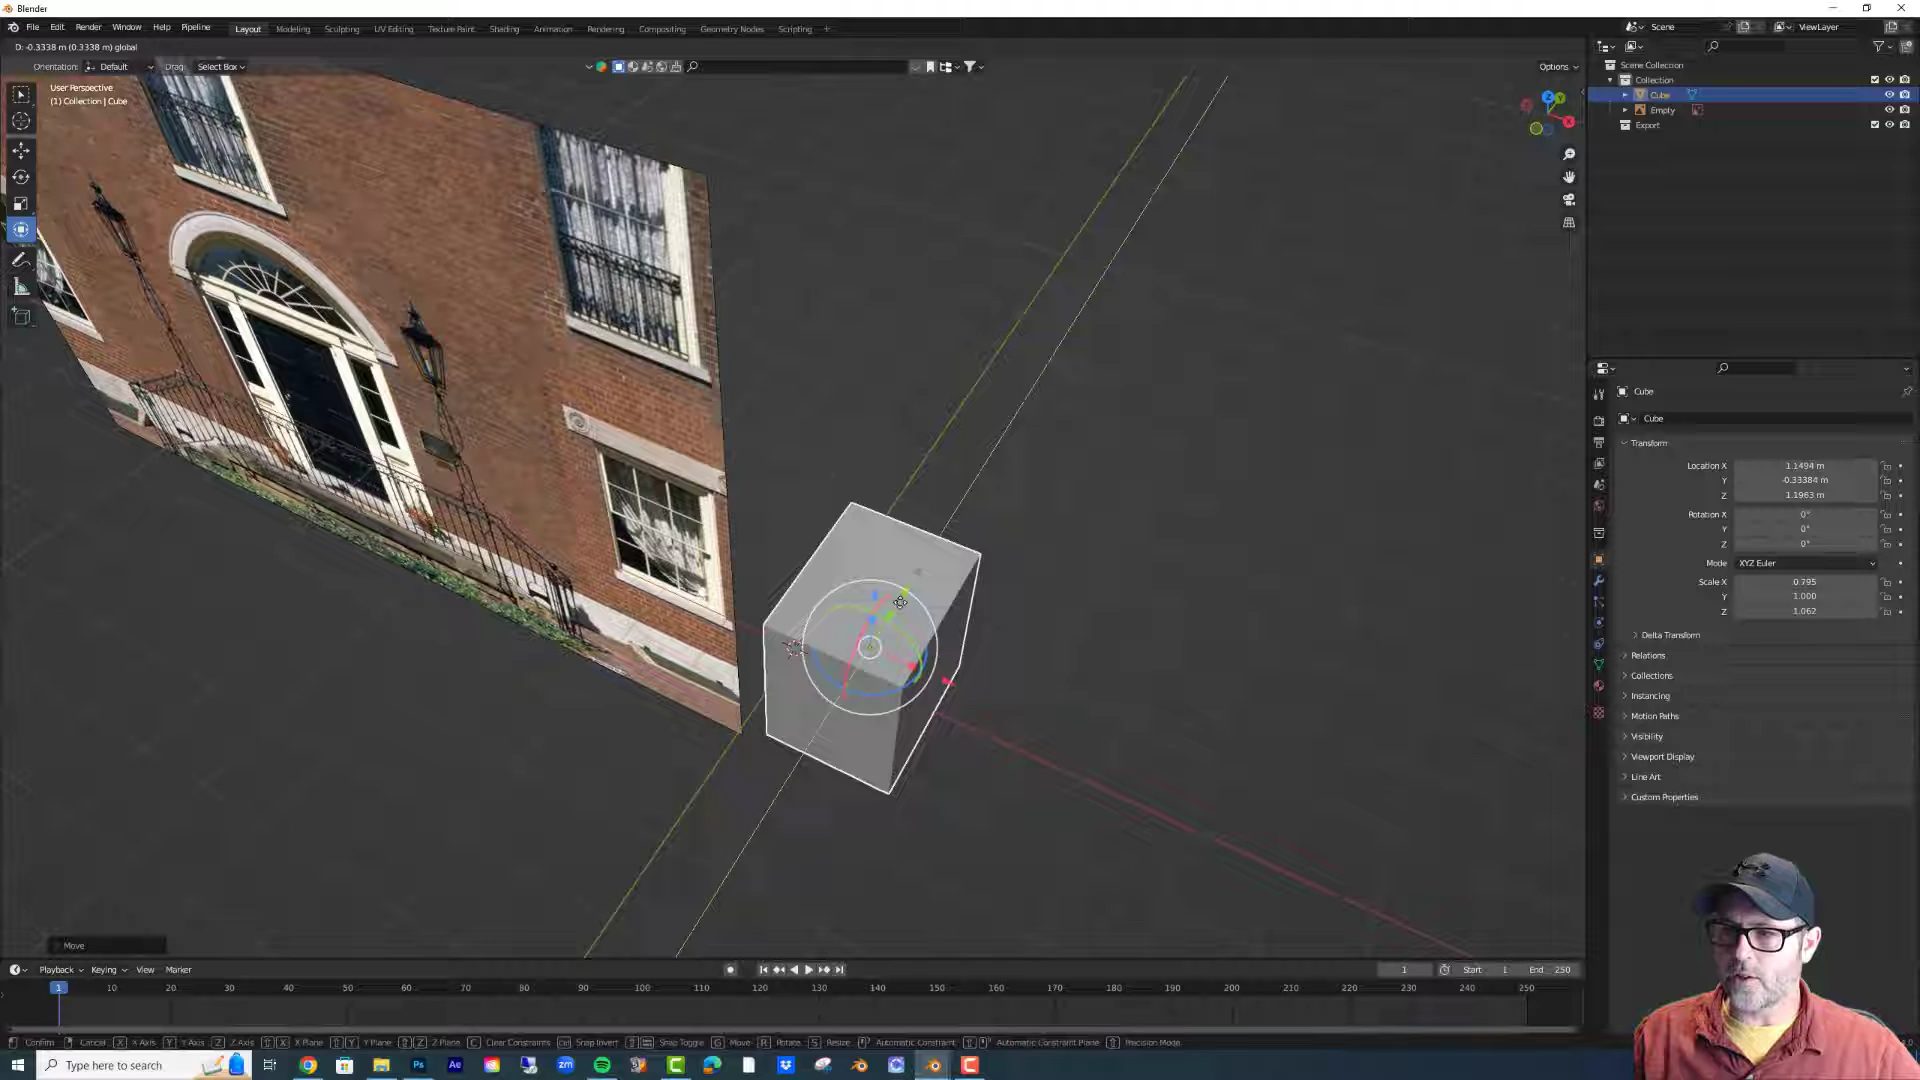 Blender
File Edit Render Window Help Pipeline
Layout Modeling Sculpting UV Editing Texture Paint Shading Animation Rendering Compositing Geometry Nodes Scripting
Scene
ViewLayer
D: -0.3338 m (0.3338 m) global
Orientation: Default Drag: Select Box
Options
User Perspective
(1) Collection | Cube
Z
Y
X
Scene Collection
Collection
Cube
Empty
Export
Cube
Cube
Transform
Location X 1.1494 m
Y -0.33384 m
Z 1.1963 m
Rotation X 0°
Y 0°
Z 0°
Mode XYZ Euler
Scale X 0.795
Y 1.000
Z 1.062
Delta Transform
Relations
Collections
Instancing
Motion Paths
Visibility
Viewport Display
Line Art
Custom Properties
Move
Playback Keying View Marker
1 Start 1 End 250
1 10 20 30 40 50 60 70 80 90 100 110 120 130 140 150 160 170 180 190 200 210 220 230 240 250
Confirm Cancel X X Axis Y Y Axis Z Z Axis X X Plane Y Y Plane Z Z Plane C Clear Constraints Snap Invert Snap Toggle G Move R Rotate S Resize Automatic Constraint Automatic Constraint Plane Precision Mode
Type here to search
Ps
Ae
zm